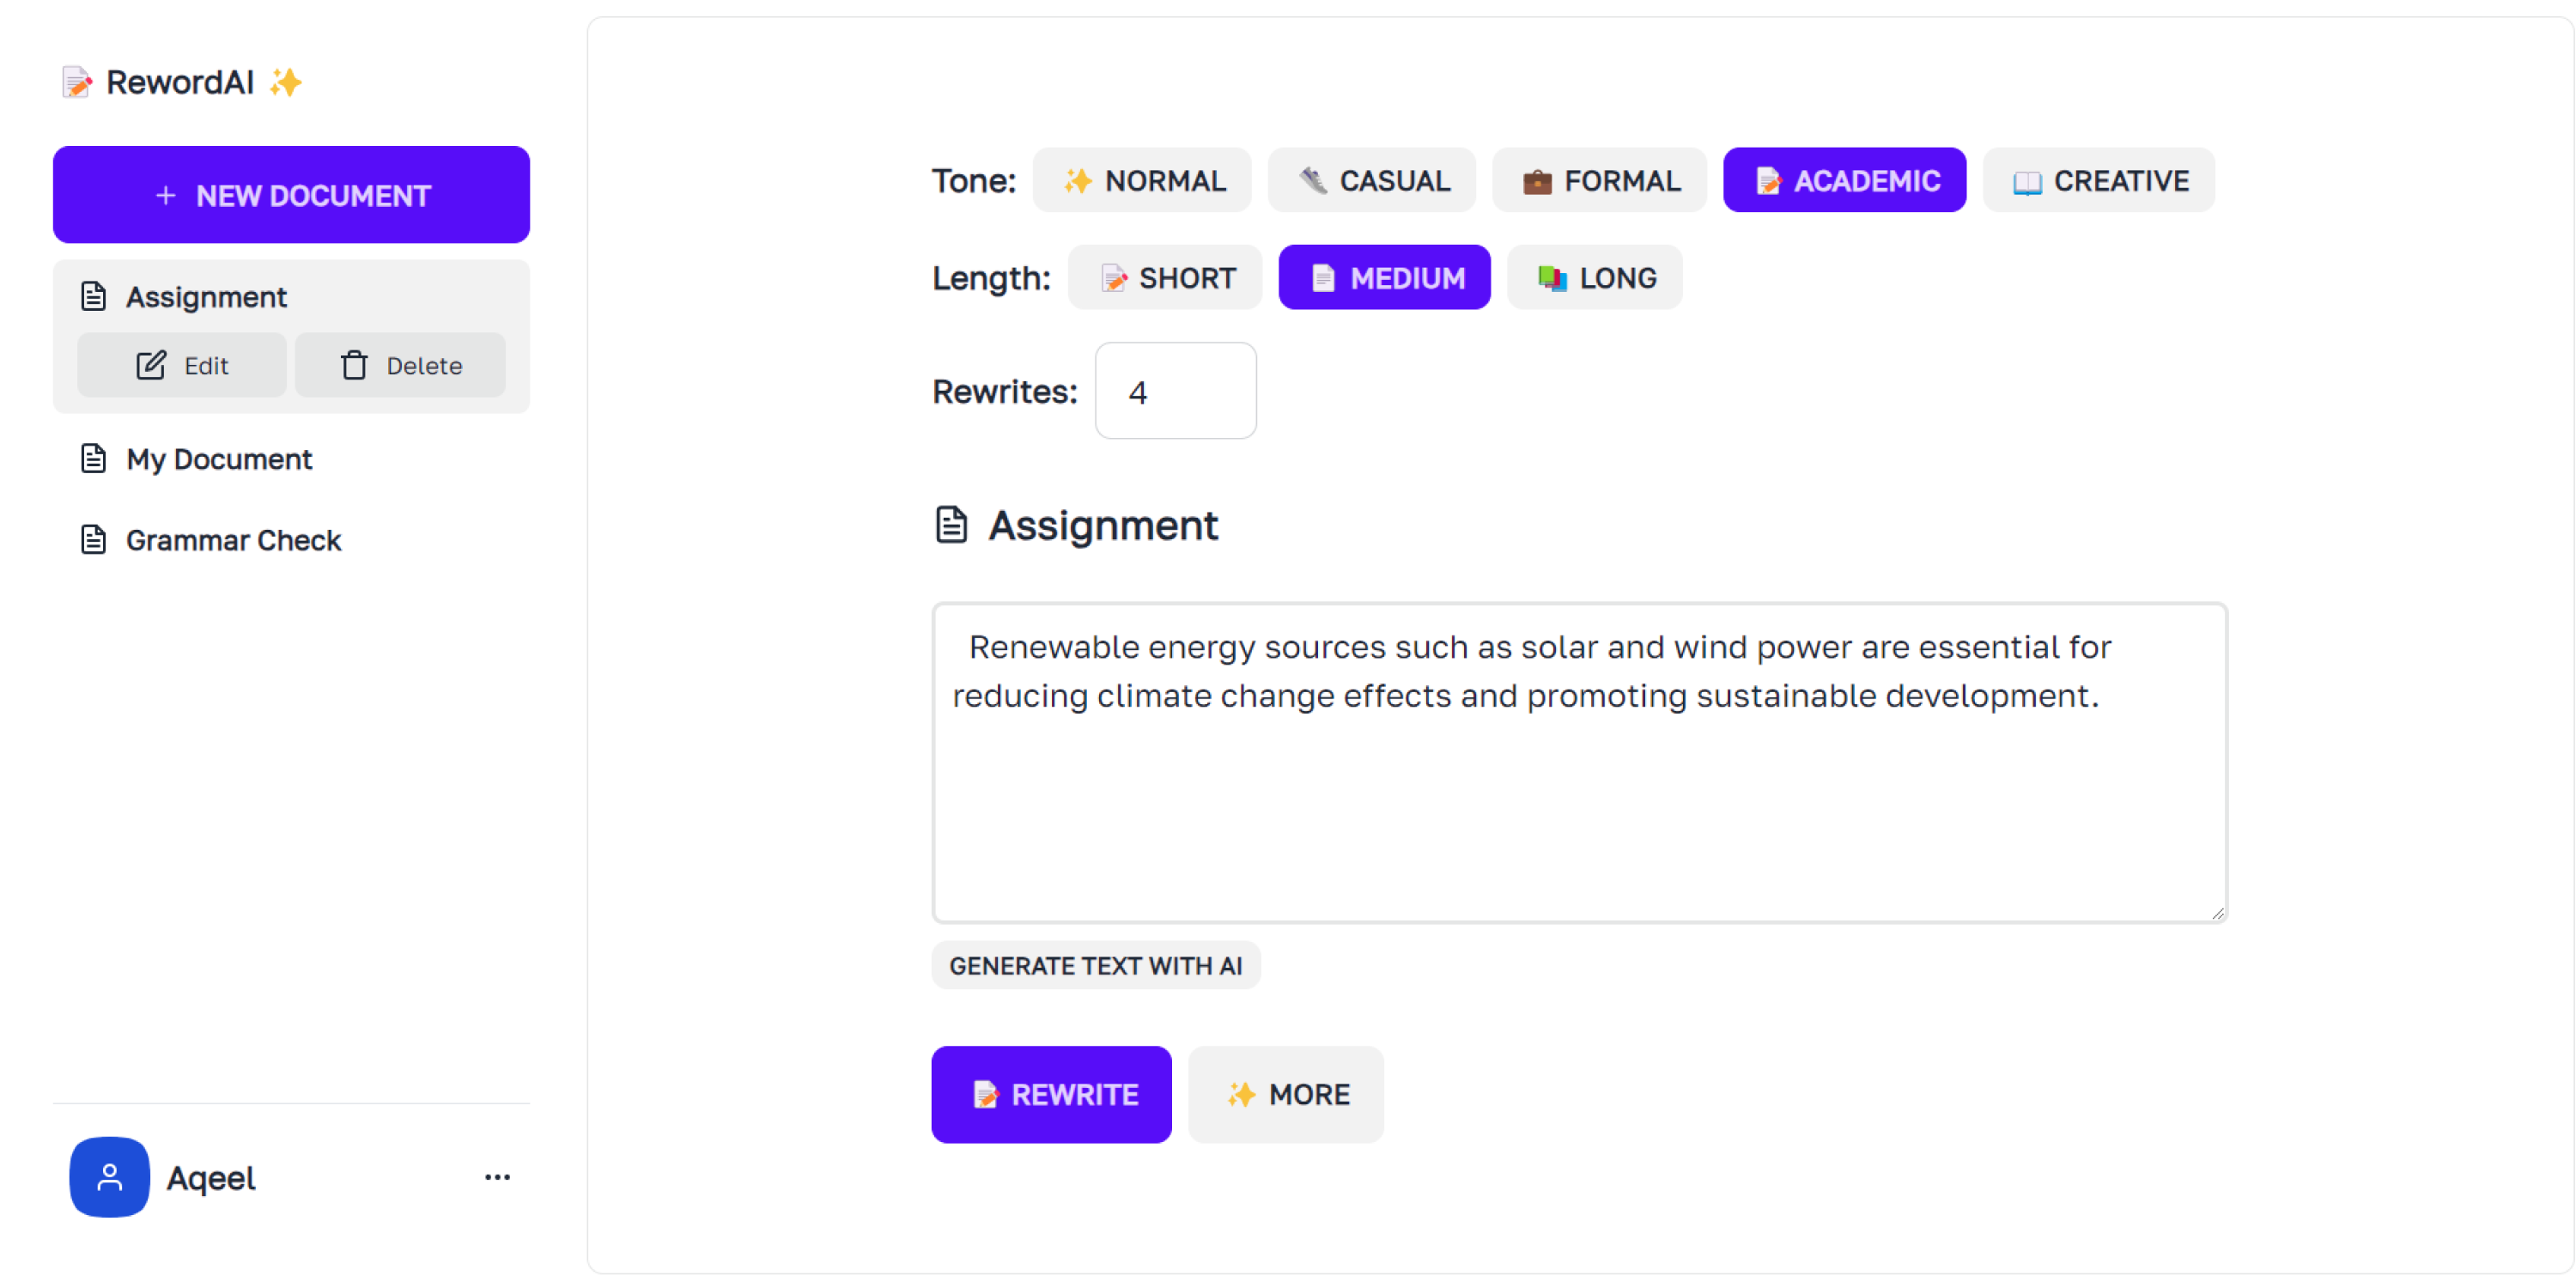 RewordAI
+ NEW DOCUMENT
Assignment
Edit Delete
My Document
Grammar Check
Aqeel
Tone: NORMAL CASUAL FORMAL ACADEMIC CREATIVE
Length: SHORT MEDIUM LONG
Rewrites: 4
Assignment
Renewable energy sources such as solar and wind power are essential for
reducing climate change effects and promoting sustainable development.
GENERATE TEXT WITH AI
REWRITE MORE